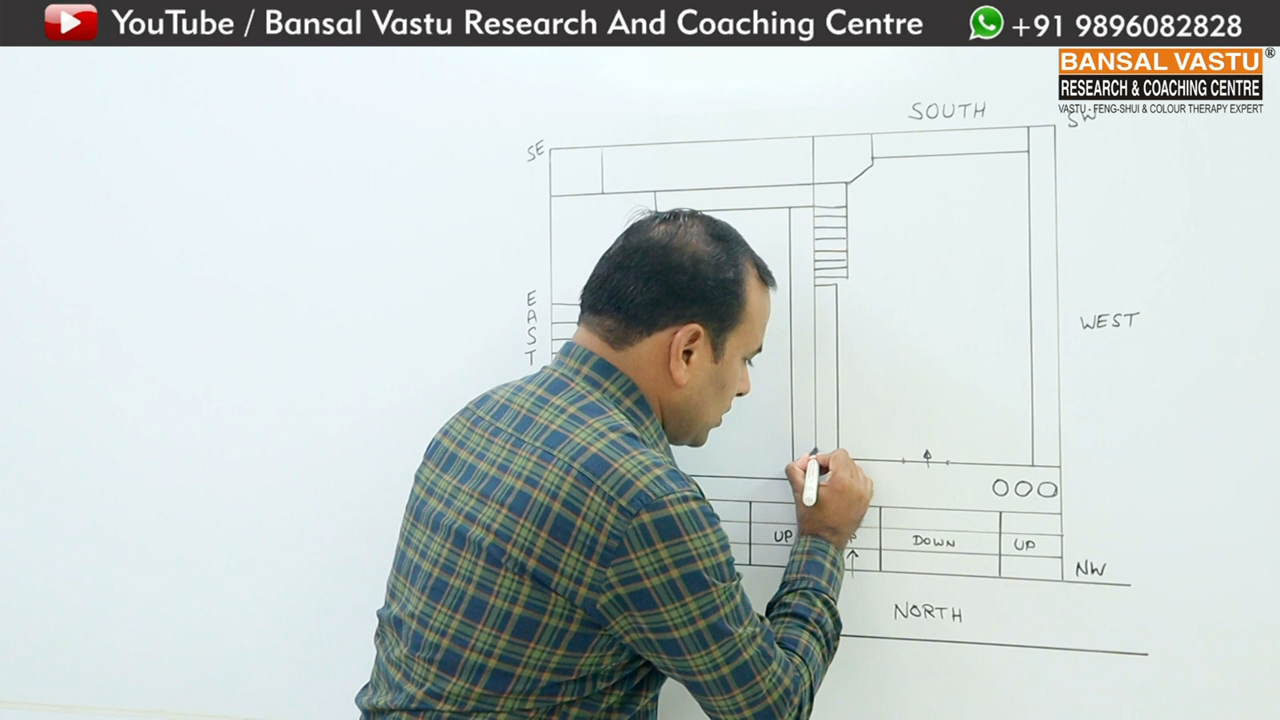 YouTube / Bansal Vastu Research And Coaching Centre
+91 9896082828
BANSAL VASTU®
RESEARCH & COACHING CENTRE
VASTU - FENG-SHUI & COLOUR THERAPY EXPERT
SOUTH
SW
SE
EAST
WEST
UP
DOWN
UP
NW
NORTH